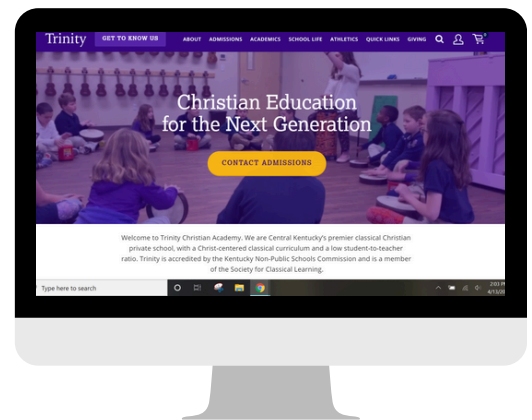 Trinity GET TO KNOW US ABOUT ADMISSIONS ACADEMICS SCHOOL LIFE ATHLETICS QUICK LINKS GIVING
Christian Education
for the Next Generation
CONTACT ADMISSIONS
Welcome to Trinity Christian Academy. We are Central Kentucky's premier classical Christian
private school, with a Christ-centered classical curriculum and a low student-to-teacher
ratio. Trinity is accredited by the Kentucky Non-Public Schools Commission and is a member
of the Society for Classical Learning.
Type here to search
2:03 PM